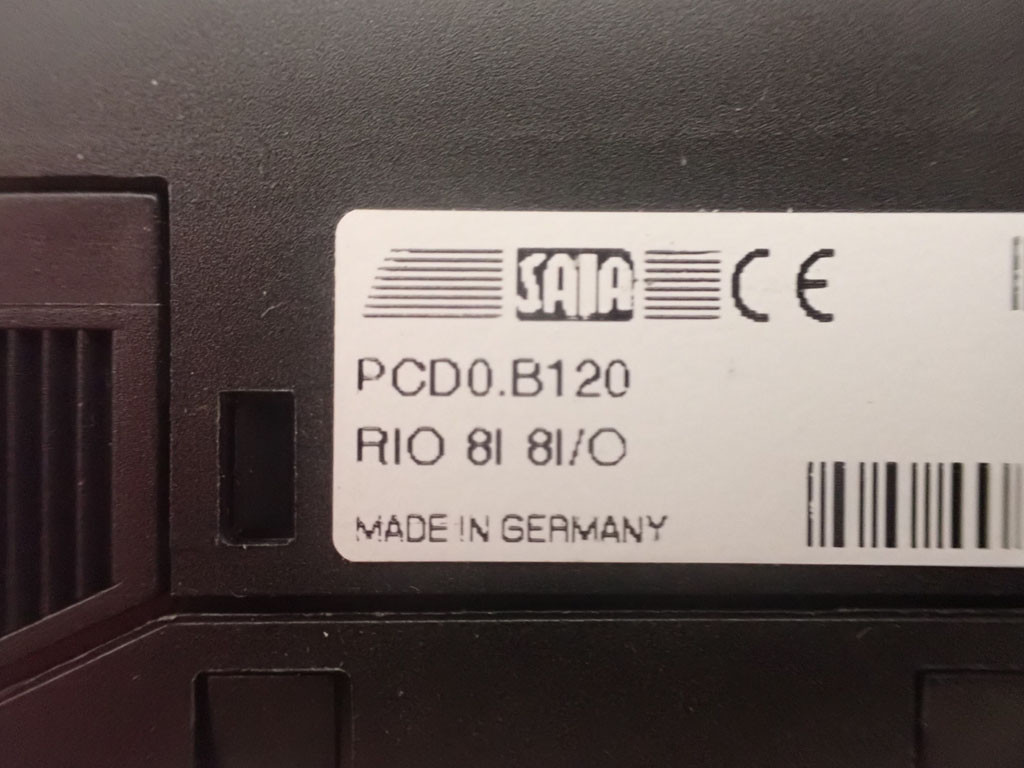 SAIA CE
PCD0.B120
RIO 8I 8I/O
MADE IN GERMANY